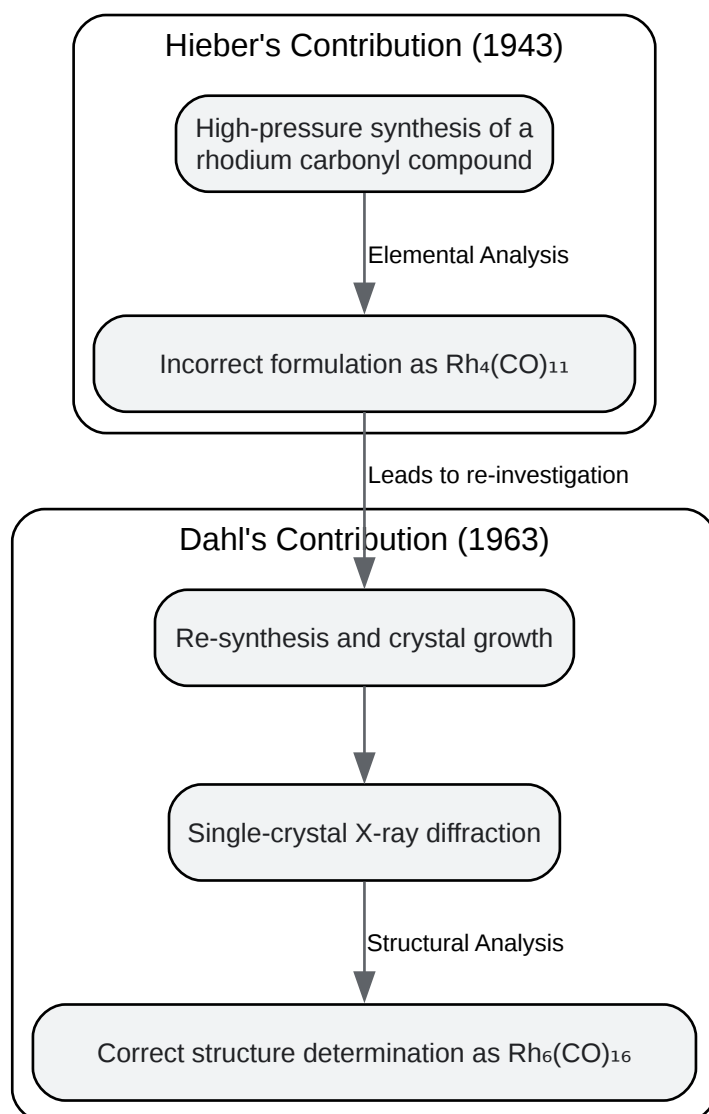 Hieber's Contribution (1943)
High-pressure synthesis of a
rhodium carbonyl compound
Elemental Analysis
Incorrect formulation as Rh₄(CO)₁₁
Leads to re-investigation
Dahl's Contribution (1963)
Re-synthesis and crystal growth
Single-crystal X-ray diffraction
Structural Analysis
Correct structure determination as Rh₆(CO)₁₆